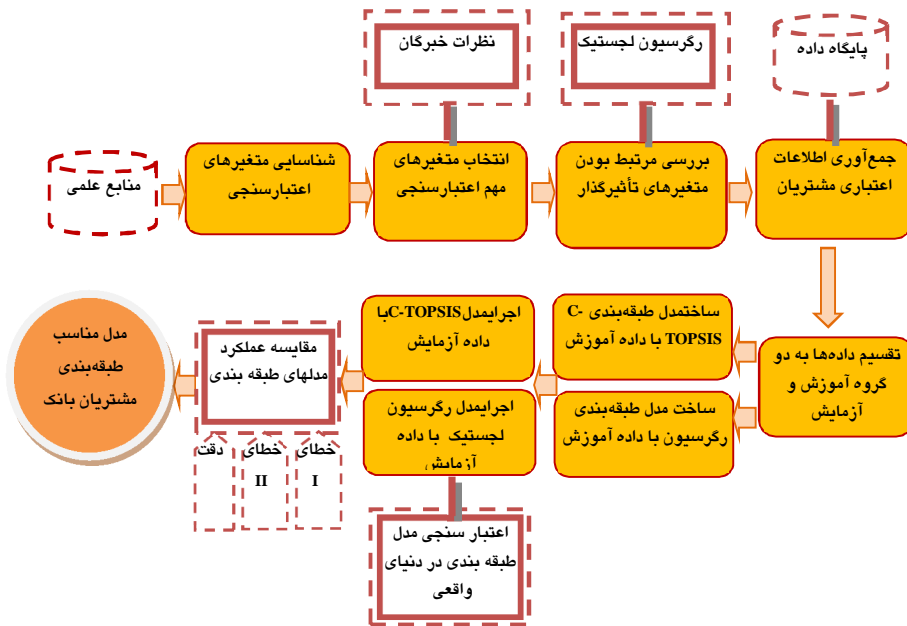 نظرات خبرگان
رگرسیون لجستیک
پایگاه داده
منابع علمی
شناسایی متغیرهای
اعتبارسنجی
انتخاب متغیرهای
مهم اعتبارسنجی
بررسی مرتبط بودن
متغیرهای تأثیرگذار
جمع‌آوری اطلاعات
اعتباری مشتریان
تقسیم داده‌ها به دو
گروه آموزش و
آزمایش
ساختمدل طبقه‌بندی C-
TOPSIS با داده آموزش
ساخت مدل طبقه‌بندی
رگرسیون با داده آموزش
اجرایمدلC-TOPSISبا
داده آزمایش
اجرایمدل رگرسیون
لجستیک با داده
آزمایش
اعتبار سنجی مدل
طبقه بندی در دنیای
واقعی
مقایسه عملکرد
مدلهای طبقه بندی
خطای
I
خطای
II
دقت
مدل مناسب
طبقه‌بندی
مشتریان بانک